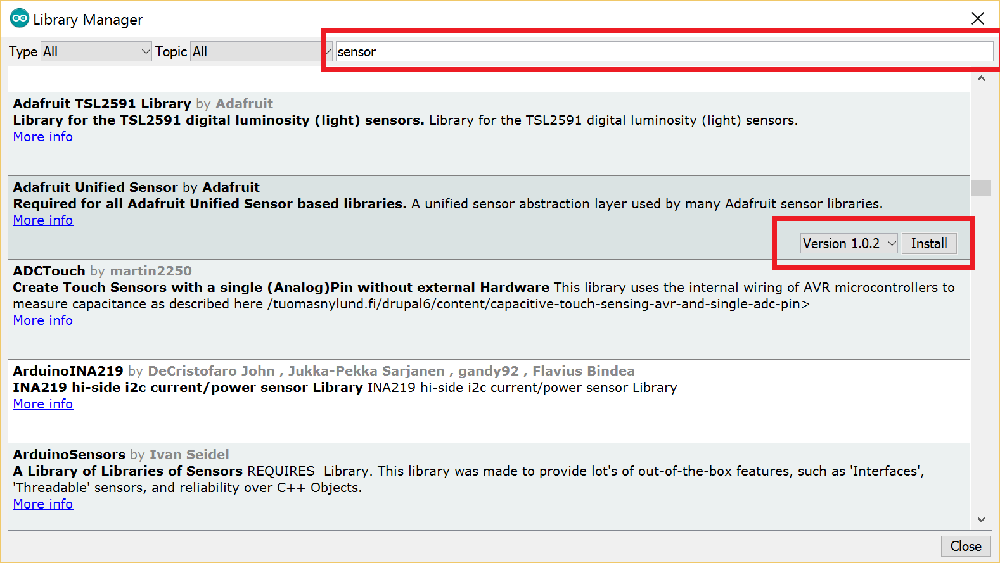 Library Manager
Type All Topic All sensor
Adafruit TSL2591 Library by Adafruit
Library for the TSL2591 digital luminosity (light) sensors. Library for the TSL2591 digital luminosity (light) sensors.
More info
Adafruit Unified Sensor by Adafruit
Required for all Adafruit Unified Sensor based libraries. A unified sensor abstraction layer used by many Adafruit sensor libraries.
More info
Version 1.0.2 Install
ADCTouch by martin2250
Create Touch Sensors with a single (Analog)Pin without external Hardware This library uses the internal wiring of AVR microcontrollers to
measure capacitance as described here /tuomasnylund.fi/drupal6/content/capacitive-touch-sensing-avr-and-single-adc-pin>
More info
ArduinoINA219 by DeCristofaro John , Jukka-Pekka Sarjanen , gandy92 , Flavius Bindea
INA219 hi-side i2c current/power sensor Library INA219 hi-side i2c current/power sensor Library
More info
ArduinoSensors by Ivan Seidel
A Library of Libraries of Sensors REQUIRES  Library. This library was made to provide lot's of out-of-the-box features, such as 'Interfaces',
'Threadable' sensors, and reliability over C++ Objects.
More info
Close